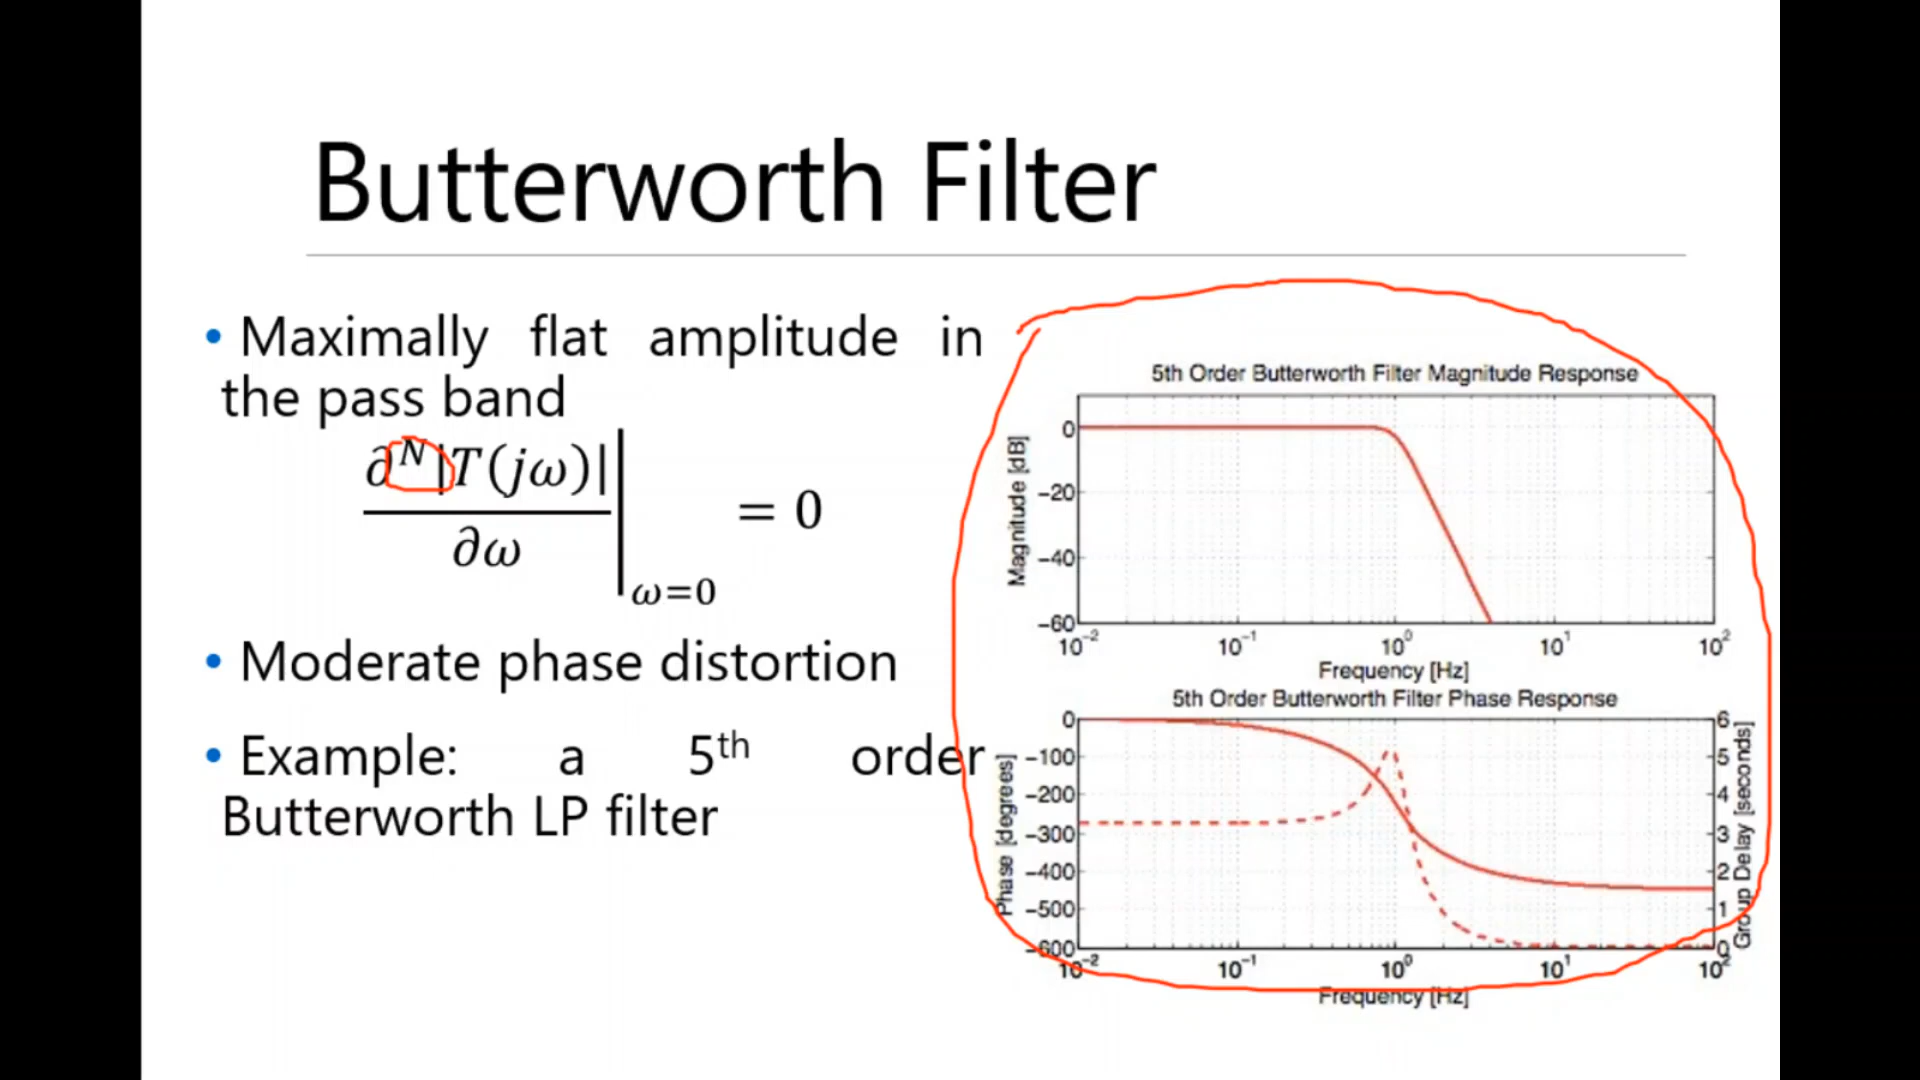 Butterworth Filter
• Maximally flat amplitude in
the pass band
∂ᴺ|T(jω)|
∂ω
ω=0
= 0
• Moderate phase distortion
• Example: a 5th order
Butterworth LP filter
5th Order Butterworth Filter Magnitude Response
Magnitude [dB]
0
−20
−40
−60
10⁻² 10⁻¹ 10⁰ 10¹ 10²
Frequency [Hz]
5th Order Butterworth Filter Phase Response
Phase [degrees]
0
−100
−200
−300
−400
−500
−600
6
5
4
3
2
1
0
Group Delay [seconds]
10⁻² 10⁻¹ 10⁰ 10¹ 10²
Frequency [Hz]